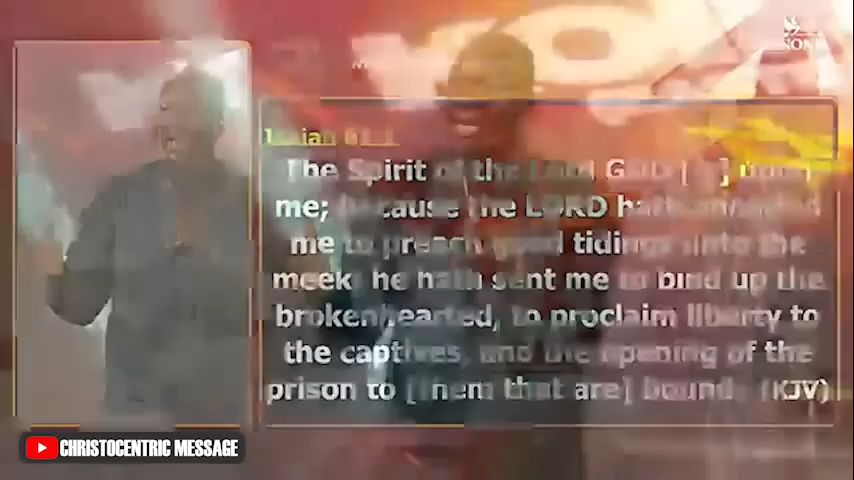 Isaiah 61:1
The Spirit of the Lord GOD [is] upon
me; because the LORD hath anointed
me to preach good tidings unto the
meek; he hath sent me to bind up the
brokenhearted, to proclaim liberty to
the captives, and the opening of the
prison to [them that are] bound; (KJV)
CHRISTOCENTRIC MESSAGE